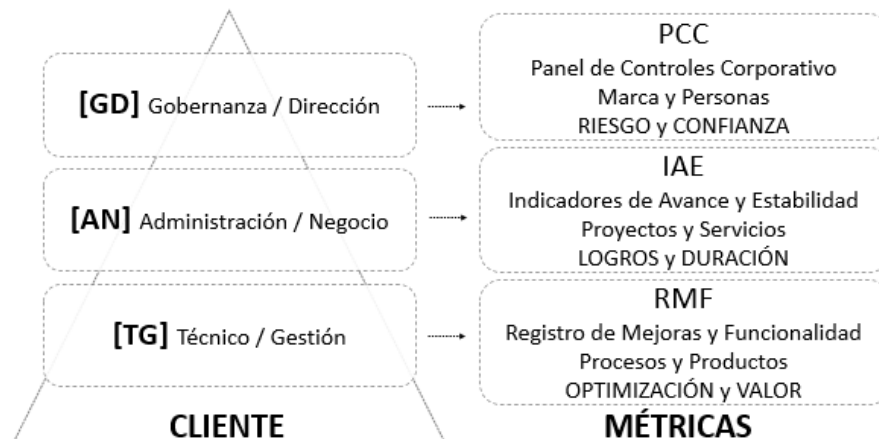 [GD] Gobernanza / Dirección
PCC
Panel de Controles Corporativo
Marca y Personas
RIESGO y CONFIANZA
[AN] Administración / Negocio
IAE
Indicadores de Avance y Estabilidad
Proyectos y Servicios
LOGROS y DURACIÓN
[TG] Técnico / Gestión
RMF
Registro de Mejoras y Funcionalidad
Procesos y Productos
OPTIMIZACIÓN y VALOR
CLIENTE
MÉTRICAS